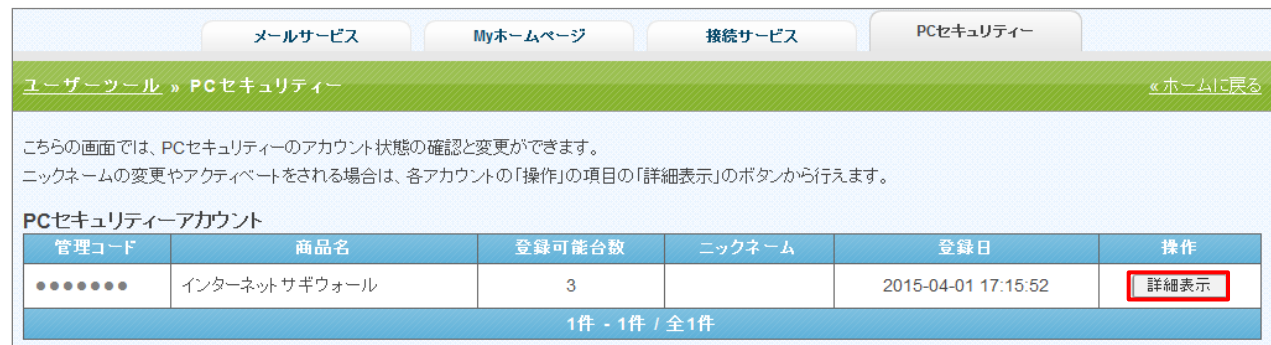 メールサービス Myホームページ 接続サービス PCセキュリティー
ユーザーツール » PCセキュリティー «ホームに戻る
こちらの画面では、PCセキュリティーのアカウント状態の確認と変更ができます。
ニックネームの変更やアクティベートをされる場合は、各アカウントの「操作」の項目の「詳細表示」のボタンから行えます。
PCセキュリティーアカウント
管理コード 商品名 登録可能台数 ニックネーム 登録日 操作
●●●●●●● インターネットサギウォール 3 2015-04-01 17:15:52 詳細表示
1件 - 1件 / 全1件